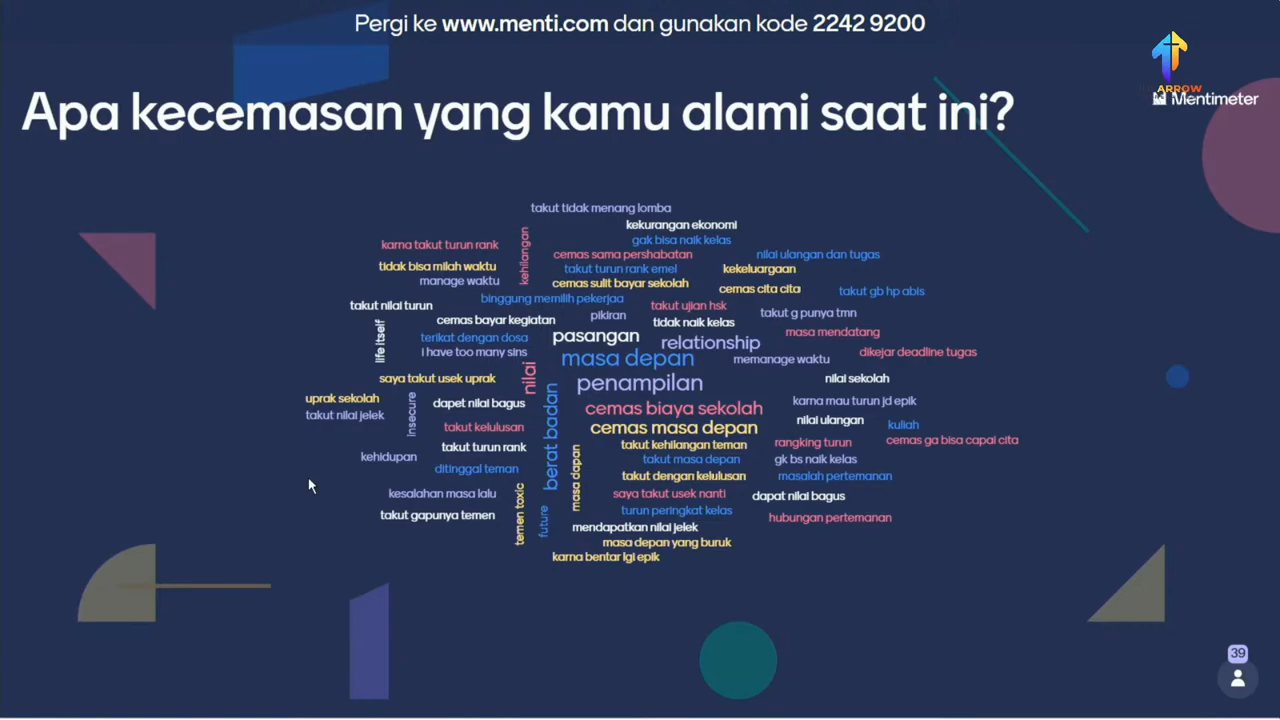 Pergi ke www.menti.com dan gunakan kode 2242 9200
ARROW
Mentimeter
Apa kecemasan yang kamu alami saat ini?
takut tidak menang lomba
kekurangan ekonomi
gak bisa naik kelas
karna takut turun rank
kehilangan
cemas sama pershabatan
nilai ulangan dan tugas
tidak bisa milah waktu
takut turun rank emel
kekeluargaan
manage waktu
cemas sulit bayar sekolah
cemas cita cita
takut gb hp abis
binggung memilih pekerjaa
takut nilai turun
takut ujian hsk
pikiran
takut g punya tmn
cemas bayar kegiatan
tidak naik kelas
life itself
terikat dengan dosa
pasangan
relationship
masa mendatang
i have too many sins
masa depan
memanage waktu
dikejar deadline tugas
saya takut usek uprak
nilai
penampilan
nilai sekolah
uprak sekolah
insecure
dapet nilai bagus
berat badan
cemas biaya sekolah
karna mau turun jd epik
takut nilai jelek
nilai ulangan
takut kelulusan
cemas masa depan
kuliah
takut turun rank
takut kehilangan teman
rangking turun
cemas ga bisa capai cita
kehidupan
ditinggal teman
masa dapan
takut masa depan
gk bs naik kelas
takut dengan kelulusan
masalah pertemanan
kesalahan masa lalu
temen toxic
saya takut usek nanti
dapat nilai bagus
takut gapunya temen
future
turun peringkat kelas
hubungan pertemanan
mendapatkan nilai jelek
masa depan yang buruk
karna bentar lgi epik
39